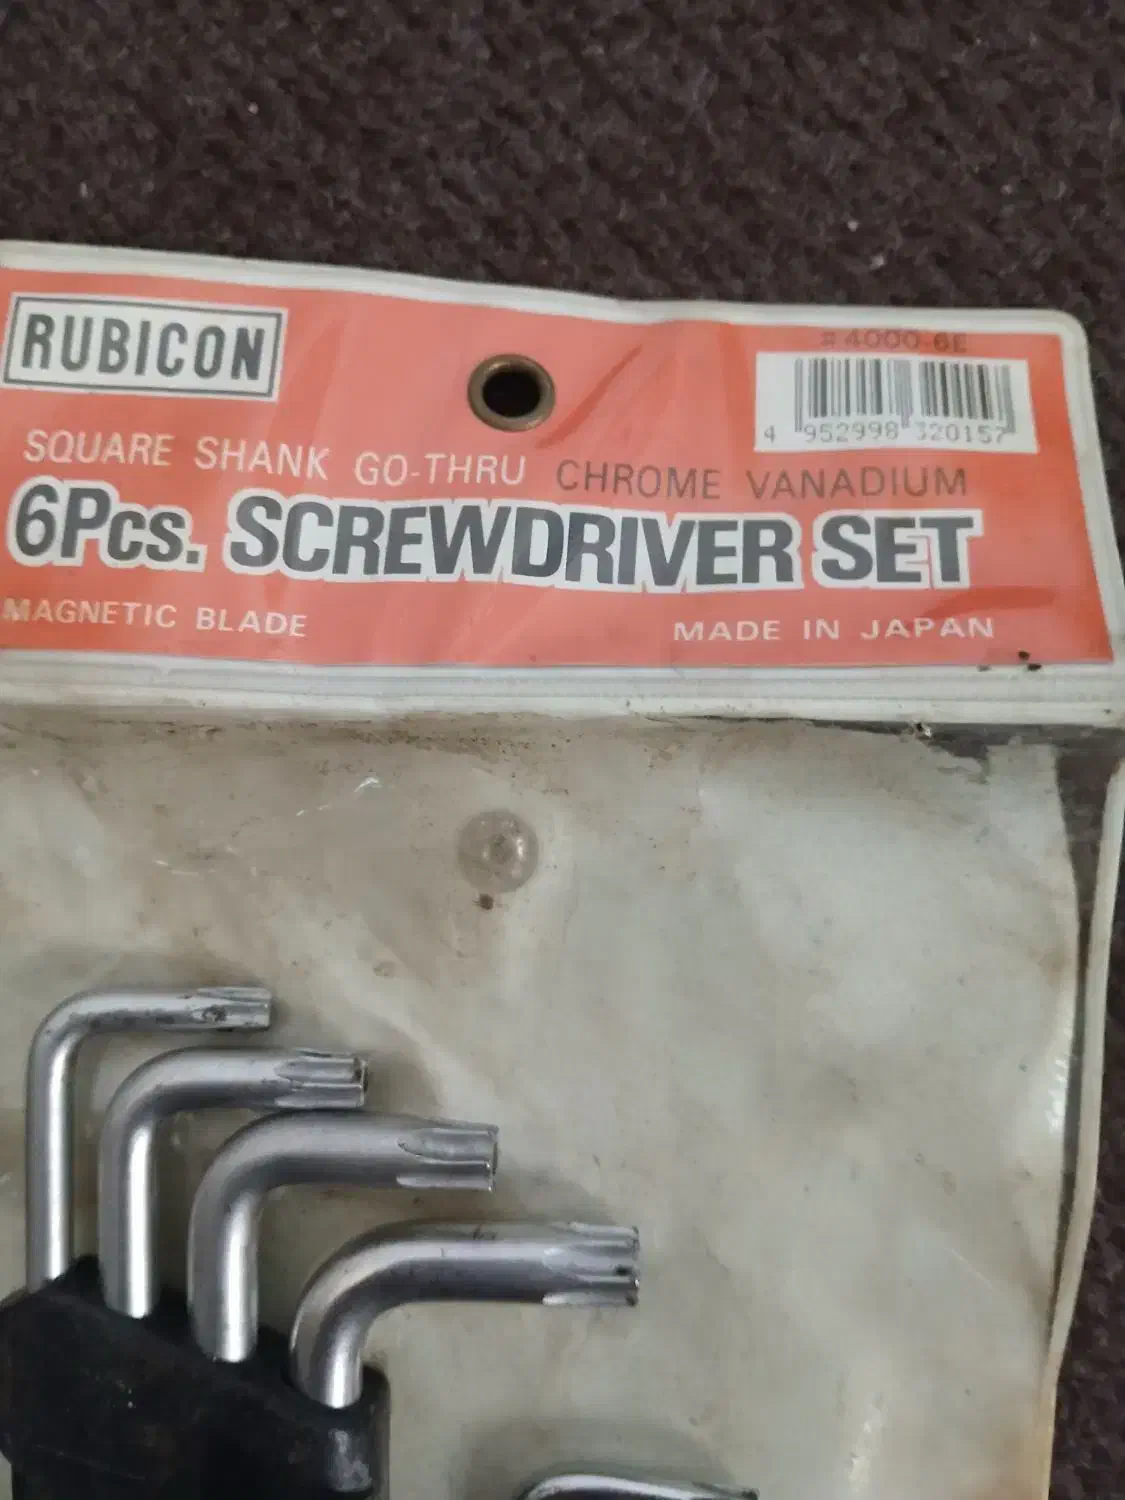 RUBICON
# 4000-6E
4 952998 320157
SQUARE SHANK GO-THRU CHROME VANADIUM
6Pcs. SCREWDRIVER SET
MAGNETIC BLADE
MADE IN JAPAN